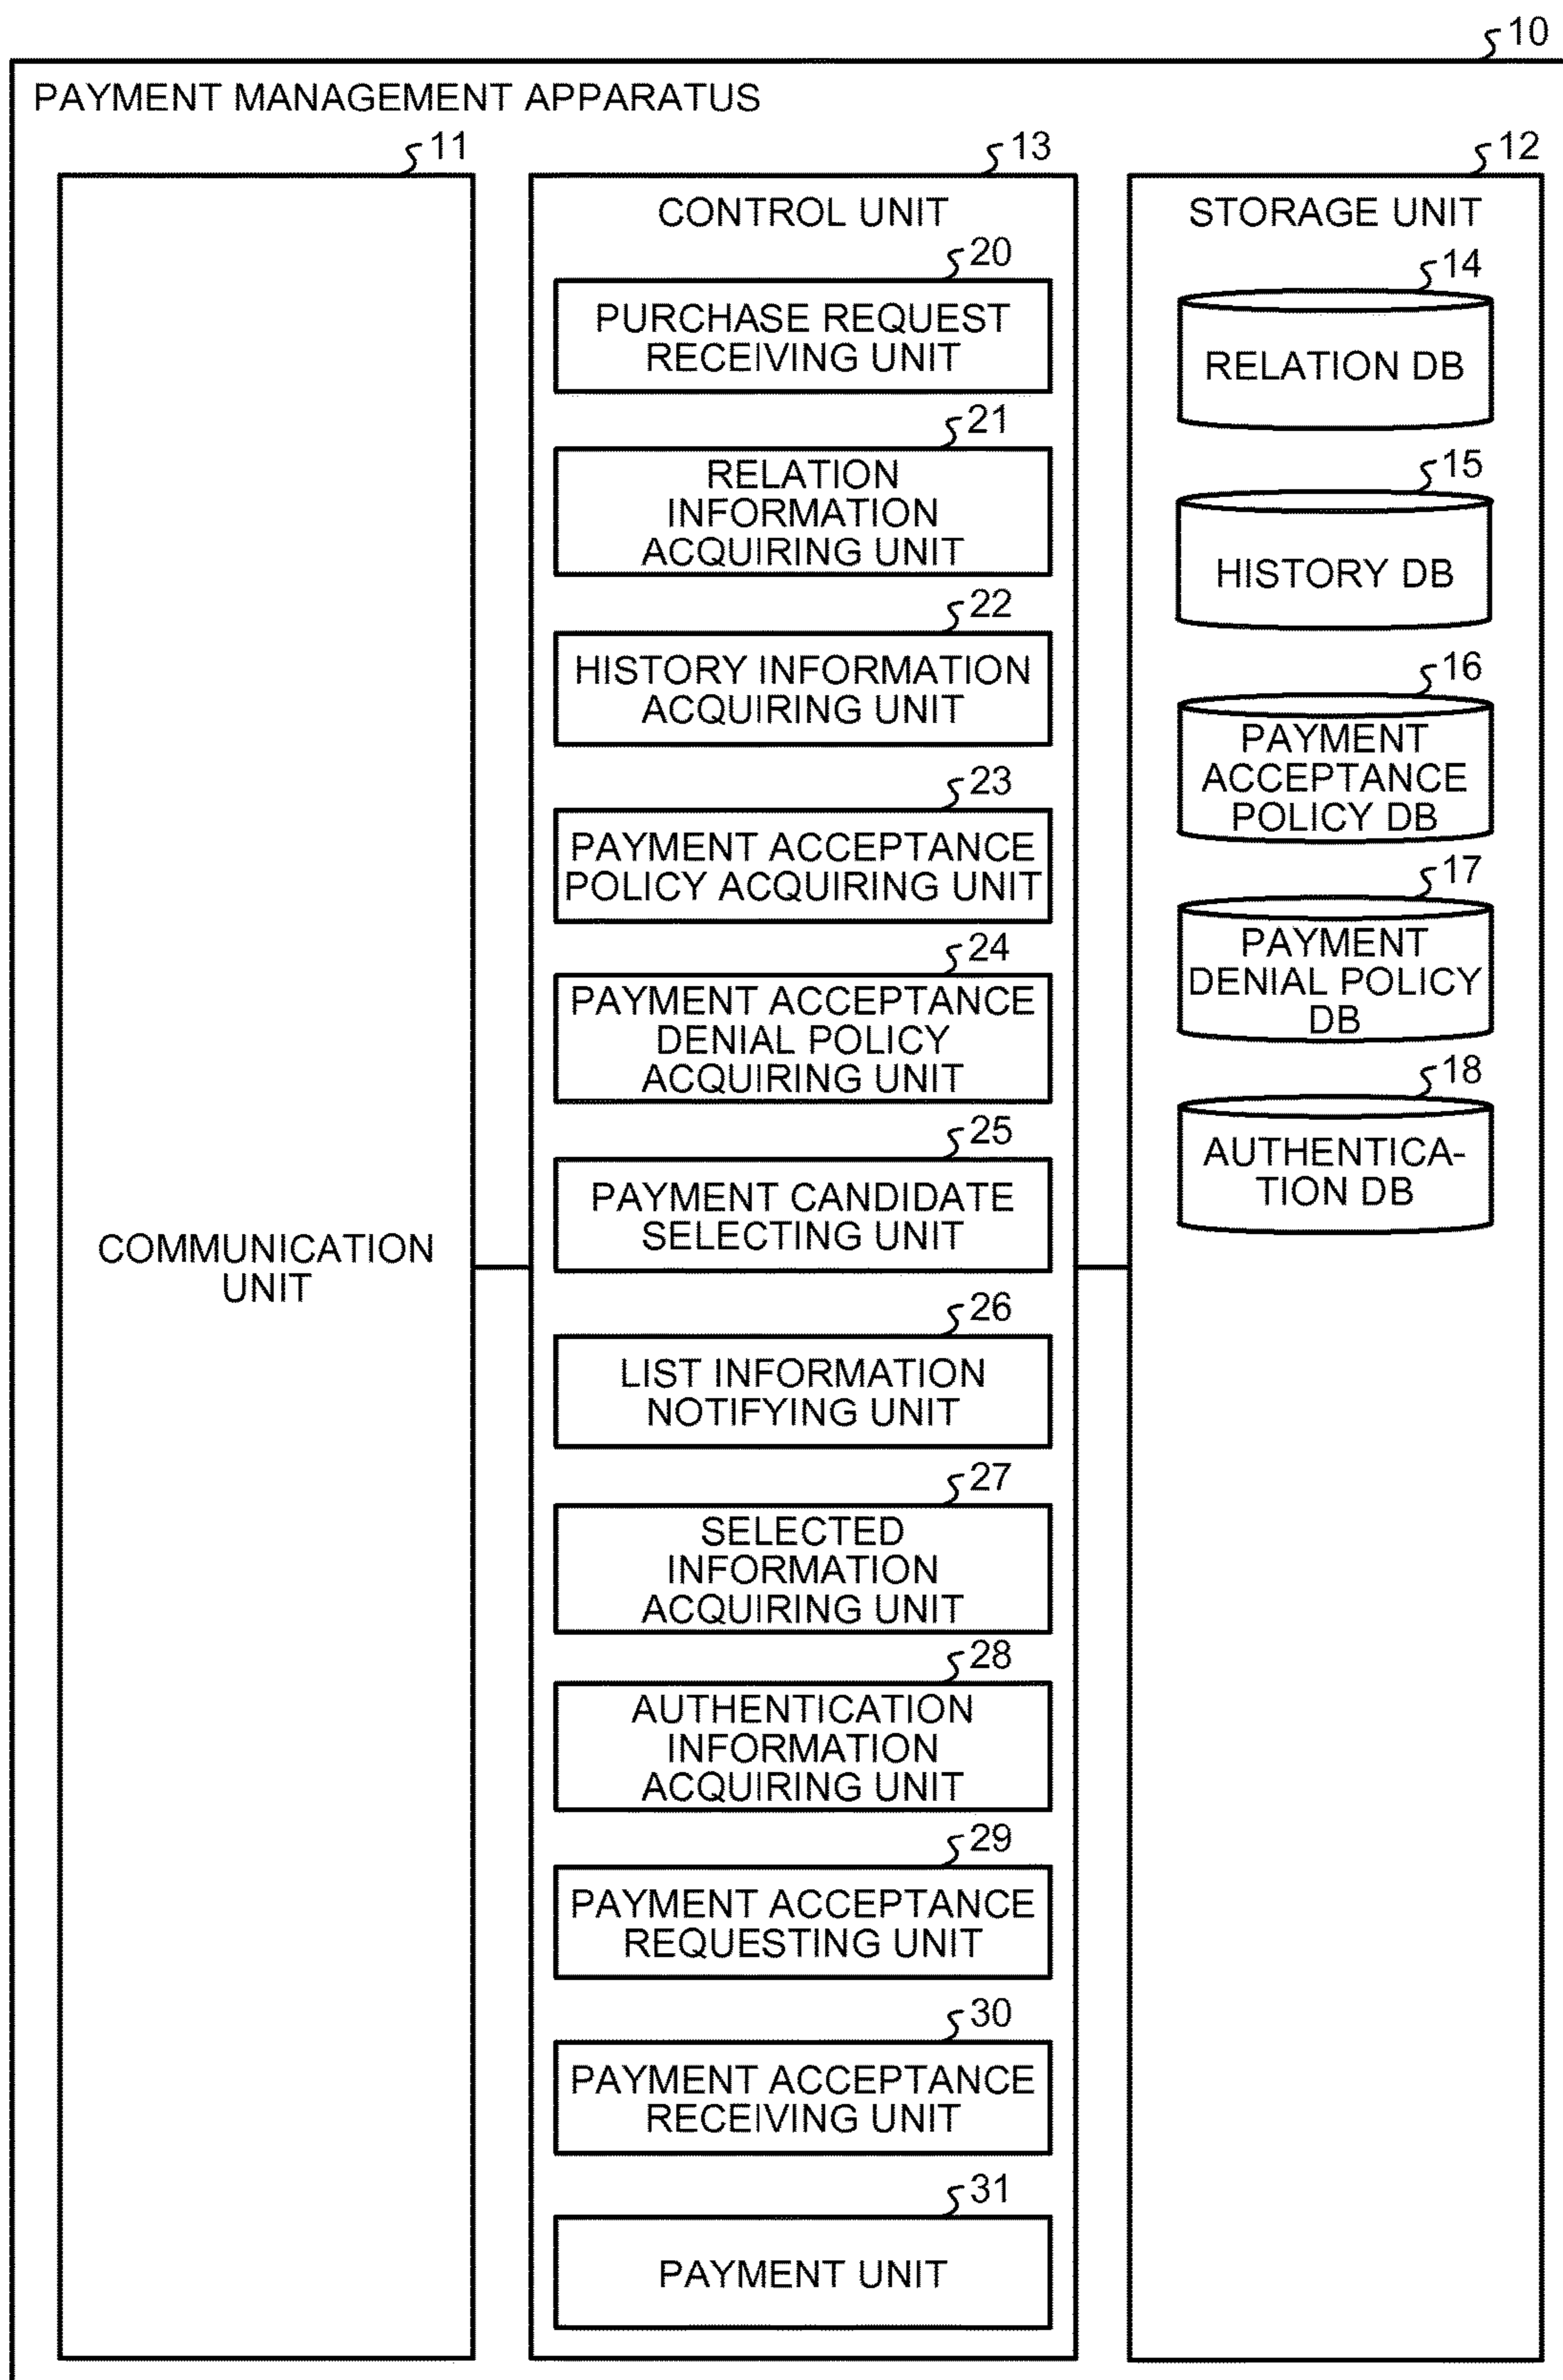 10
PAYMENT MANAGEMENT APPARATUS
11
COMMUNICATION
UNIT
13
CONTROL UNIT
20
PURCHASE REQUEST
RECEIVING UNIT
21
RELATION
INFORMATION
ACQUIRING UNIT
22
HISTORY INFORMATION
ACQUIRING UNIT
23
PAYMENT ACCEPTANCE
POLICY ACQUIRING UNIT
24
PAYMENT ACCEPTANCE
DENIAL POLICY
ACQUIRING UNIT
25
PAYMENT CANDIDATE
SELECTING UNIT
26
LIST INFORMATION
NOTIFYING UNIT
27
SELECTED
INFORMATION
ACQUIRING UNIT
28
AUTHENTICATION
INFORMATION
ACQUIRING UNIT
29
PAYMENT ACCEPTANCE
REQUESTING UNIT
30
PAYMENT ACCEPTANCE
RECEIVING UNIT
31
PAYMENT UNIT
12
STORAGE UNIT
14
RELATION DB
15
HISTORY DB
16
PAYMENT
ACCEPTANCE
POLICY DB
17
PAYMENT
DENIAL POLICY
DB
18
AUTHENTICA-
TION DB